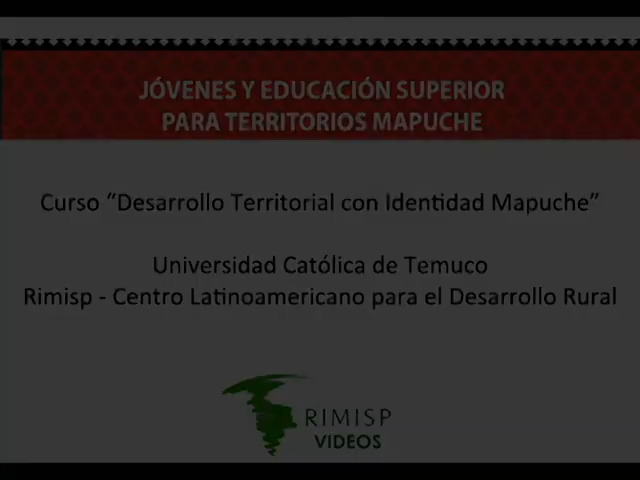 JÓVENES Y EDUCACIÓN SUPERIOR
PARA TERRITORIOS MAPUCHE
Curso “Desarrollo Territorial con Identidad Mapuche”
Universidad Católica de Temuco
Rimisp - Centro Latinoamericano para el Desarrollo Rural
RIMISP
VIDEOS